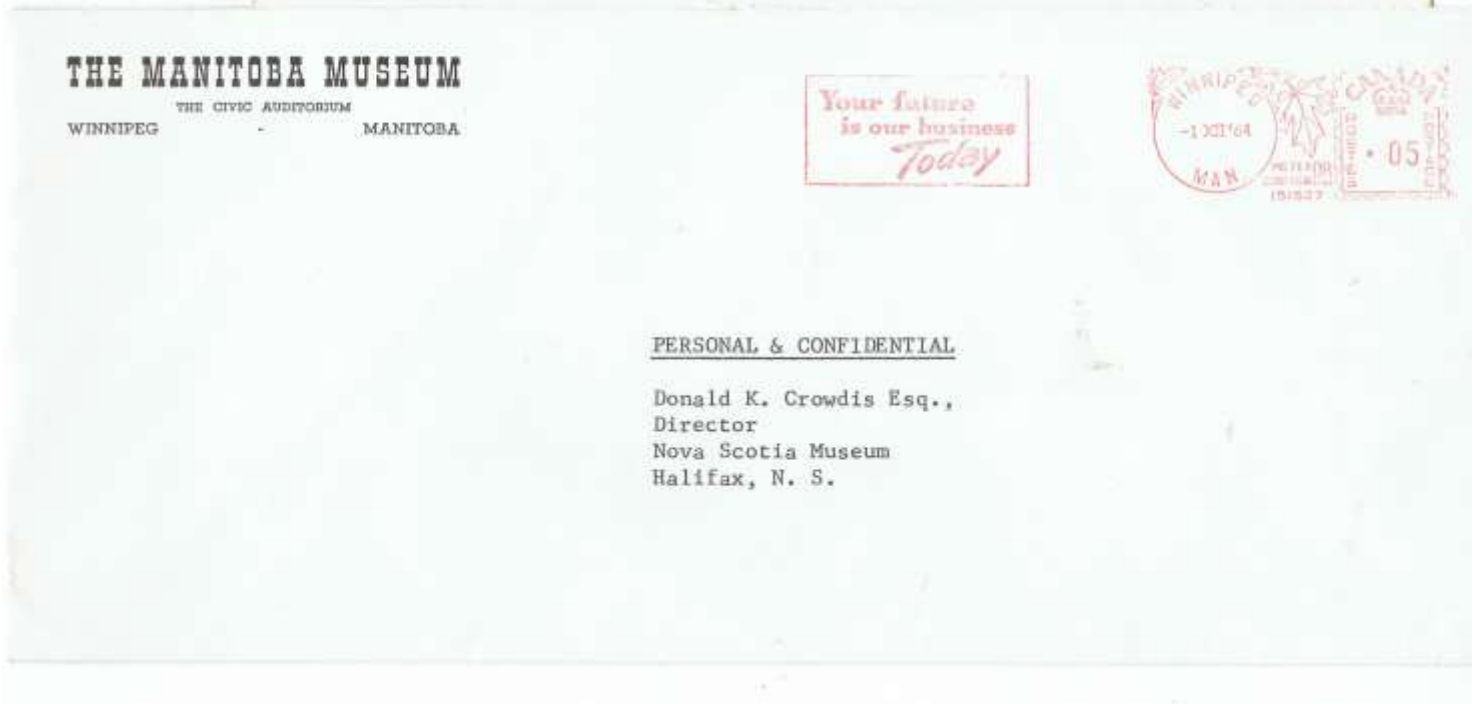 THE MANITOBA MUSEUM
THE CIVIC AUDITORIUM
WINNIPEG - MANITOBA
Your future
is our business
Today
WINNIPEG
-1 OCT '64
MAN
CANADA
· 05
PERSONAL & CONFIDENTIAL
Donald K. Crowdis Esq.,
Director
Nova Scotia Museum
Halifax, N. S.